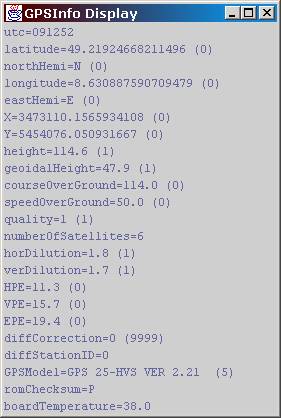 GPSInfo Display
utc=091252
latitude=49.21924668211496 (0)
northHemi=N (0)
longitude=8.630887590709479 (0)
eastHemi=E (0)
X=3473110.1565934108 (0)
Y=5454076.050931667 (0)
height=114.6 (1)
geoidalHeight=47.9 (1)
courseOverGround=114.0 (0)
speedOverGround=50.0 (0)
quality=1 (1)
numberOfSatellites=6
horDilution=1.8 (1)
verDilution=1.7 (1)
HPE=11.3 (0)
VPE=15.7 (0)
EPE=19.4 (0)
diffCorrection=0 (9999)
diffStationID=0
GPSModel=GPS 25-HVS VER 2.21  (5)
romChecksum=P
boardTemperature=38.0